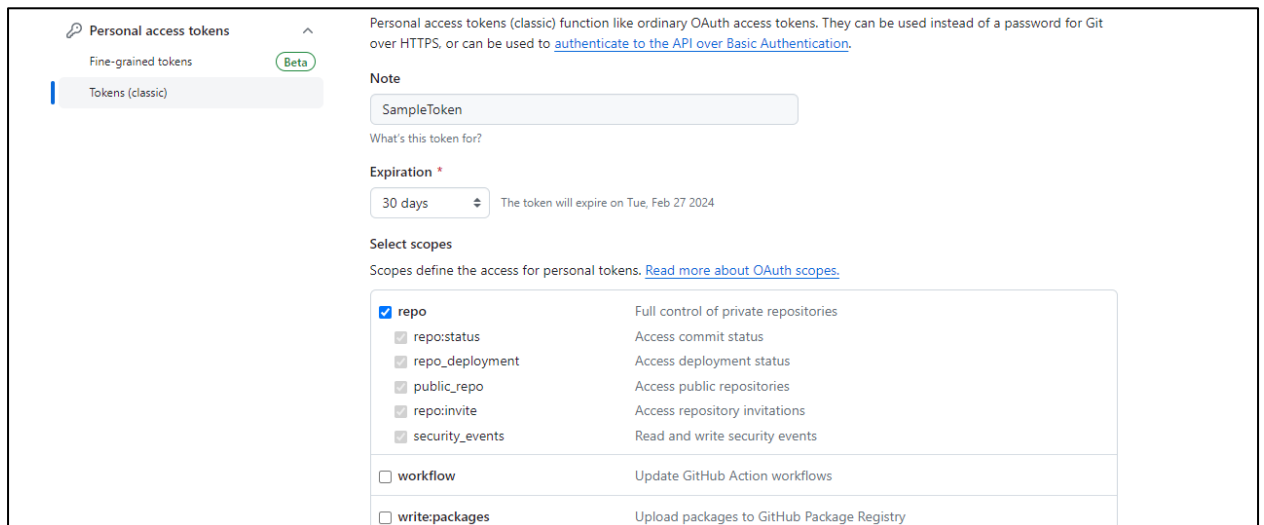 Personal access tokens
Fine-grained tokens
Beta
Tokens (classic)
Personal access tokens (classic) function like ordinary OAuth access tokens. They can be used instead of a password for Git
over HTTPS, or can be used to authenticate to the API over Basic Authentication.
Note
SampleToken
What's this token for?
Expiration *
30 days
The token will expire on Tue, Feb 27 2024
Select scopes
Scopes define the access for personal tokens. Read more about OAuth scopes.
repo Full control of private repositories
repo:status Access commit status
repo_deployment Access deployment status
public_repo Access public repositories
repo:invite Access repository invitations
security_events Read and write security events
workflow Update GitHub Action workflows
write:packages Upload packages to GitHub Package Registry